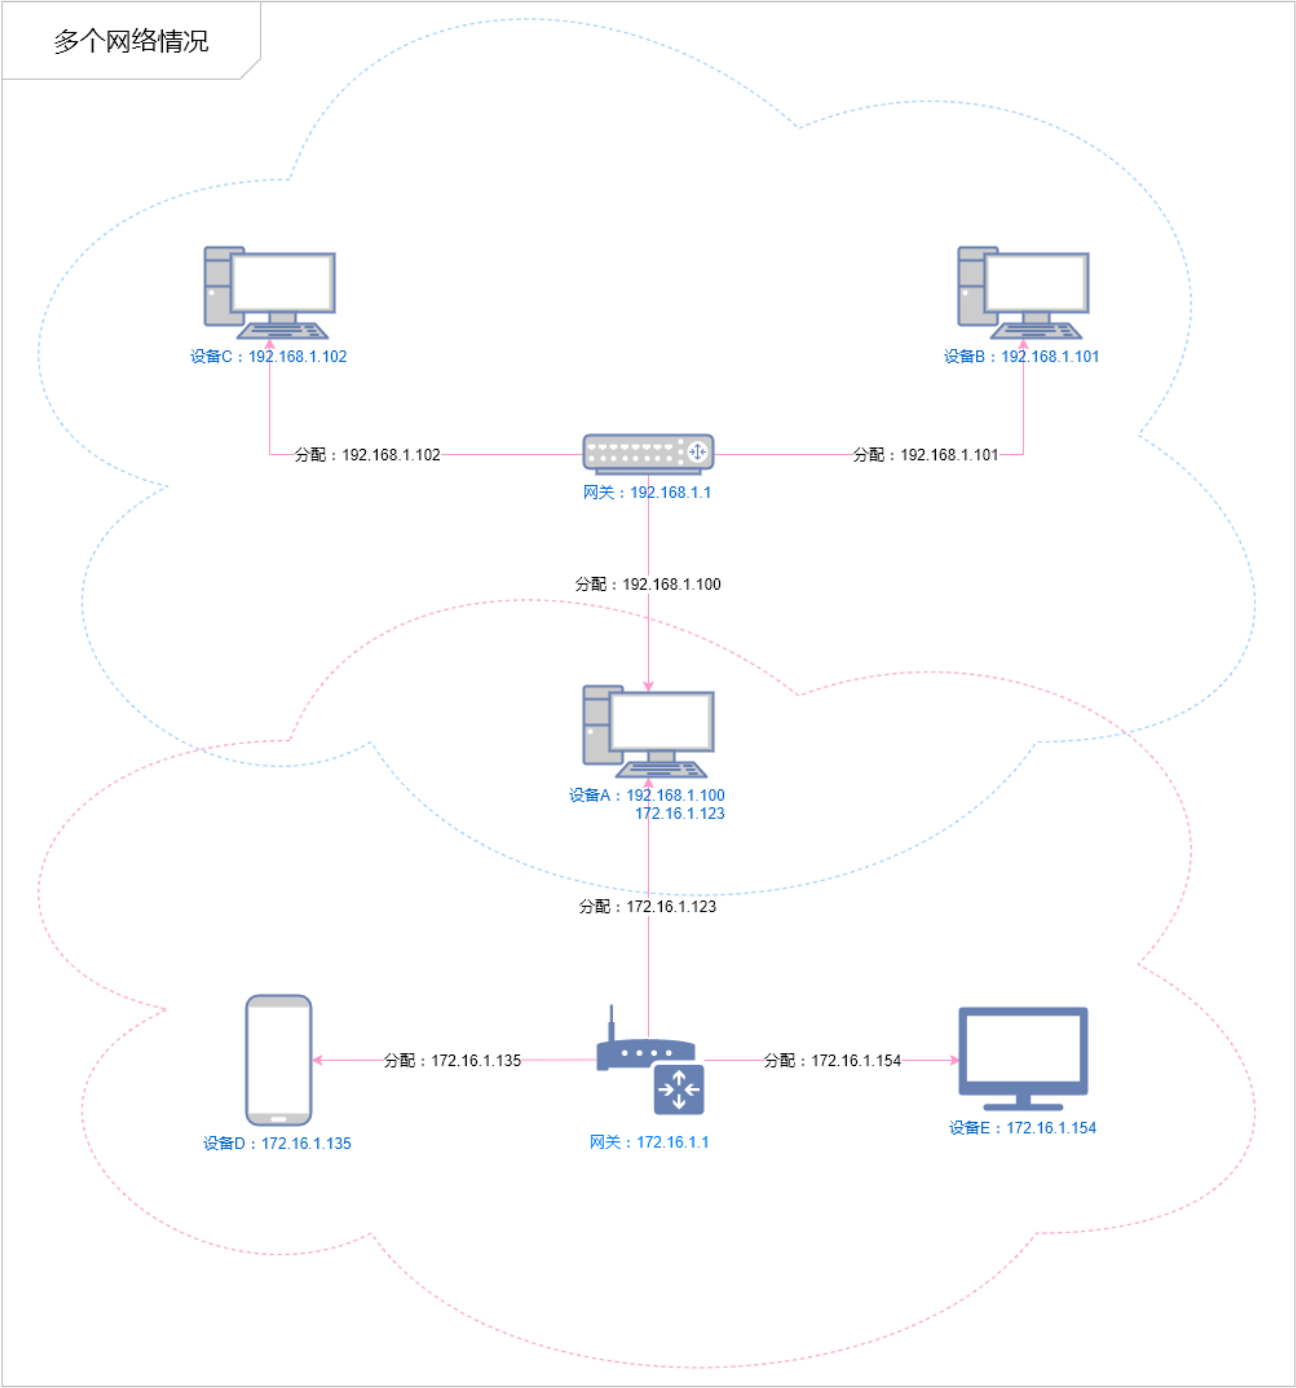 多个网络情况
设备C：192.168.1.102
设备B：192.168.1.101
分配：192.168.1.102
分配：192.168.1.101
网关：192.168.1.1
分配：192.168.1.100
设备A：192.168.1.100
172.16.1.123
分配：172.16.1.123
分配：172.16.1.135
分配：172.16.1.154
设备D：172.16.1.135
网关：172.16.1.1
设备E：172.16.1.154